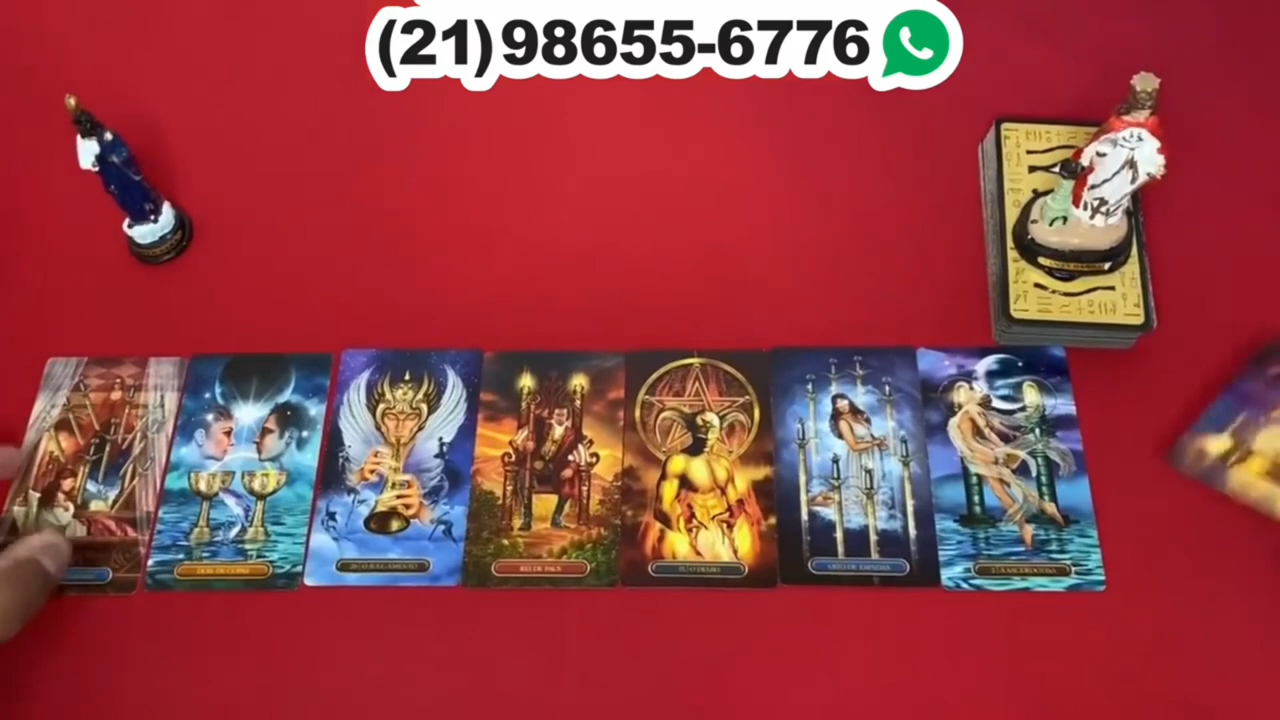 (21)98655-6776
DOIS DE COPAS
20 | O JULGAMENTO
REI DE PAUS
15 | O DIABO
OITO DE ESPADAS
2 | A SACERDOTISA